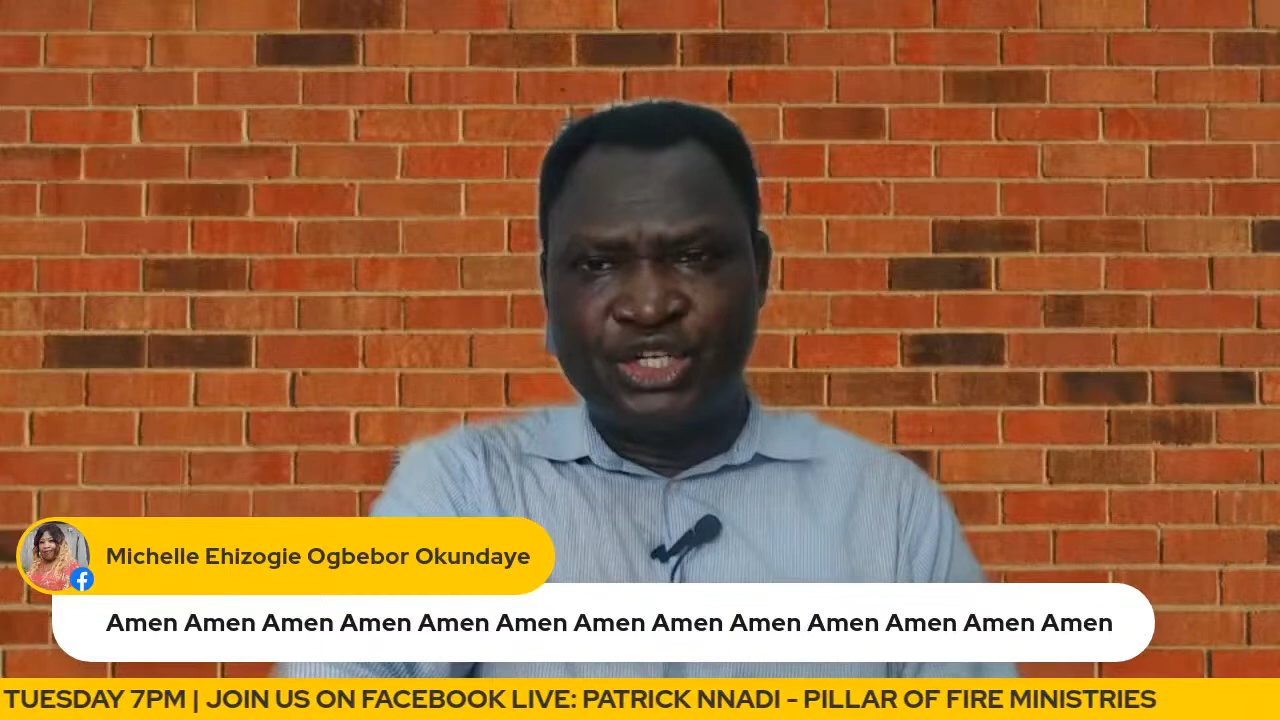 Michelle Ehizogie Ogbebor Okundaye
Amen Amen Amen Amen Amen Amen Amen Amen Amen Amen Amen Amen Amen
TUESDAY 7PM | JOIN US ON FACEBOOK LIVE: PATRICK NNADI - PILLAR OF FIRE MINISTRIES